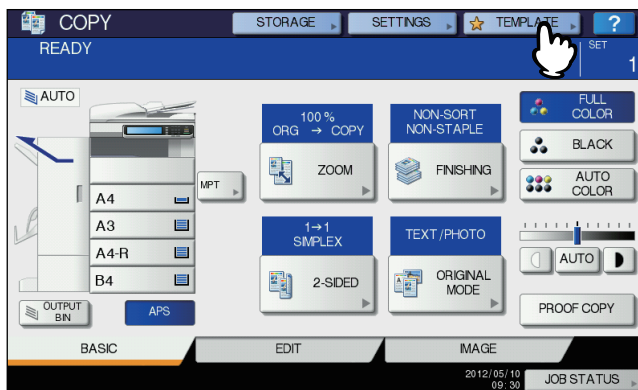 COPY
STORAGE
SETTINGS
TEMPLATE
?
READY
SET
1
AUTO
100 %
ORG → COPY
ZOOM
NON-SORT
NON-STAPLE
FINISHING
FULL
COLOR
BLACK
AUTO
COLOR
MPT
A4
A3
A4-R
B4
1→1
SIMPLEX
2-SIDED
TEXT/PHOTO
ORIGINAL
MODE
AUTO
OUTPUT
BIN
APS
PROOF COPY
BASIC
EDIT
IMAGE
2012/05/10
09:30
JOB STATUS